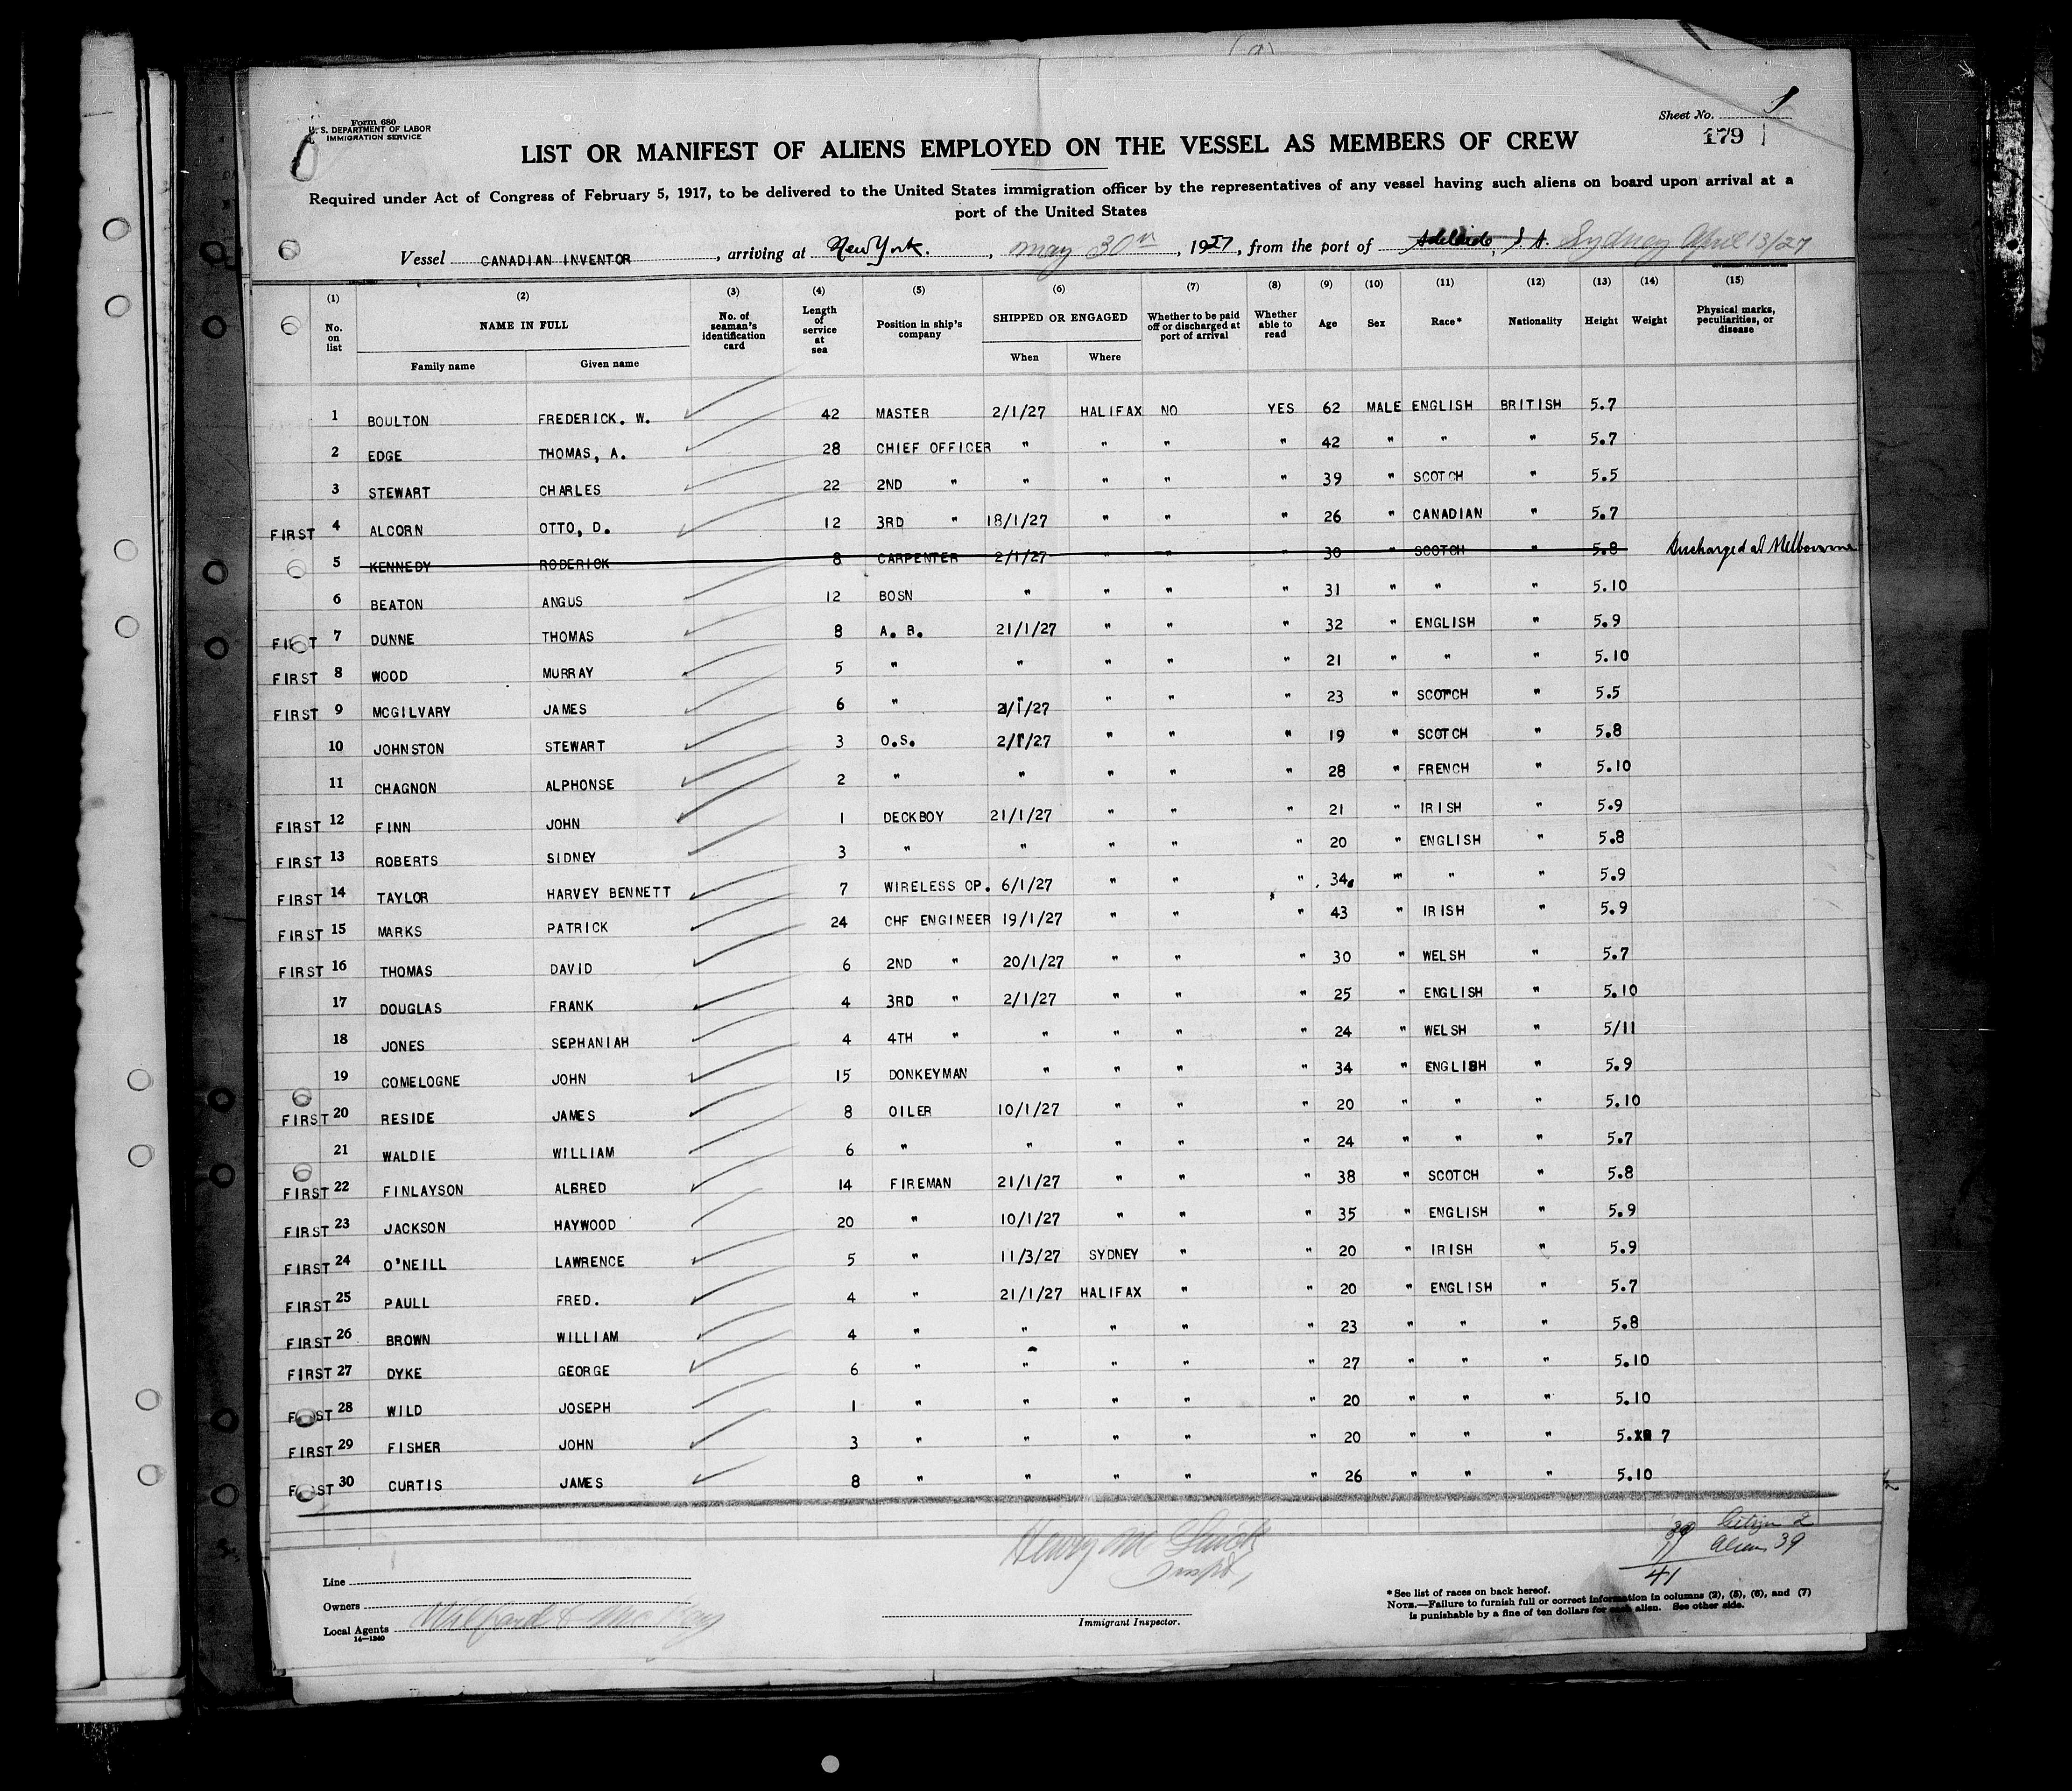 Form 680
U. S. DEPARTMENT OF LABOR
IMMIGRATION SERVICE
Sheet No. 1
179
LIST OR MANIFEST OF ALIENS EMPLOYED ON THE VESSEL AS MEMBERS OF CREW
Required under Act of Congress of February 5, 1917, to be delivered to the United States immigration officer by the representatives of any vessel having such aliens on board upon arrival at a
port of the United States
Vessel CANADIAN INVENTOR, arriving at New York., May 30th, 1927, from the port of Adelaide, S. A. Sydney April 13/27
(1) (2) (3) (4) (5) (6) (7) (8) (9) (10) (11) (12) (13) (14) (15)
No. on list NAME IN FULL Family name Given name No. of seaman's identification card Length of service at sea Position in ship's company SHIPPED OR ENGAGED When Where Whether to be paid off or discharged at port of arrival Whether able to read Age Sex Race* Nationality Height Weight Physical marks, peculiarities, or disease
1 BOULTON FREDERICK. W. 42 MASTER 2/1/27 HALIFAX NO YES 62 MALE ENGLISH BRITISH 5.7
2 EDGE THOMAS, A. 28 CHIEF OFFICER " " " " 42 " " " 5.7
3 STEWART CHARLES 22 2ND " " " " " 39 " SCOTCH " 5.5
FIRST 4 ALCORN OTTO, D. 12 3RD " 18/1/27 " " " 26 " CANADIAN " 5.7
5 KENNEDY RODERICK 8 CARPENTER 2/1/27 " " 30 " SCOTCH " 5.8 Discharged at Melbourne
6 BEATON ANGUS 12 BOSN " " " " 31 " " " 5.10
FIRST 7 DUNNE THOMAS 8 A. B. 21/1/27 " " " 32 " ENGLISH " 5.9
FIRST 8 WOOD MURRAY 5 " " " " " 21 " " " 5.10
FIRST 9 MCGILVARY JAMES 6 " 2/1/27 " " " 23 " SCOTCH " 5.5
10 JOHNSTON STEWART 3 O.S. 2/1/27 " " " 19 " SCOTCH " 5.8
11 CHAGNON ALPHONSE 2 " " " " " 28 " FRENCH " 5.10
FIRST 12 FINN JOHN 1 DECKBOY 21/1/27 " " " 21 " IRISH " 5.9
FIRST 13 ROBERTS SIDNEY 3 " " " " " 20 " ENGLISH " 5.8
FIRST 14 TAYLOR HARVEY BENNETT 7 WIRELESS OP. 6/1/27 " " " 34 " " " 5.9
FIRST 15 MARKS PATRICK 24 CHF ENGINEER 19/1/27 " " " 43 " IRISH " 5.9
FIRST 16 THOMAS DAVID 6 2ND " 20/1/27 " " " 30 " WELSH " 5.7
17 DOUGLAS FRANK 4 3RD " 2/1/27 " " " 25 " ENGLISH " 5.10
18 JONES SEPHANIAH 4 4TH " " " " " 24 " WELSH " 5/11
19 COMELOGNE JOHN 15 DONKEYMAN " " " " 34 " ENGLISH " 5.9
FIRST 20 RESIDE JAMES 8 OILER 10/1/27 " " " 20 " " " 5.10
21 WALDIE WILLIAM 6 " " " " " 24 " " " 5.7
FIRST 22 FINLAYSON ALBRED 14 FIREMAN 21/1/27 " " " 38 " SCOTCH " 5.8
FIRST 23 JACKSON HAYWOOD 20 " 10/1/27 " " " 35 " ENGLISH " 5.9
FIRST 24 O'NEILL LAWRENCE 5 " 11/3/27 SYDNEY " " 20 " IRISH " 5.9
FIRST 25 PAULL FRED. 4 " 21/1/27 HALIFAX " " 20 " ENGLISH " 5.7
FIRST 26 BROWN WILLIAM 4 " " " " " 23 " " " 5.8
FIRST 27 DYKE GEORGE 6 " " " " " 27 " " " 5.10
FIRST 28 WILD JOSEPH 1 " " " " " 20 " " " 5.10
FIRST 29 FISHER JOHN 3 " " " " " 20 " " " 5. 7
FIRST 30 CURTIS JAMES 8 " " " " " 26 " " " 5.10
Henry M
Inspt,
Citizen 2
11 Aliens 39
41
Line
Owners
Local Agents
14—1240
Immigrant Inspector.
*See list of races on back hereof.
NOTE.—Failure to furnish full or correct information in columns (2), (5), (6), and (7)
is punishable by a fine of ten dollars for each alien. See other side.